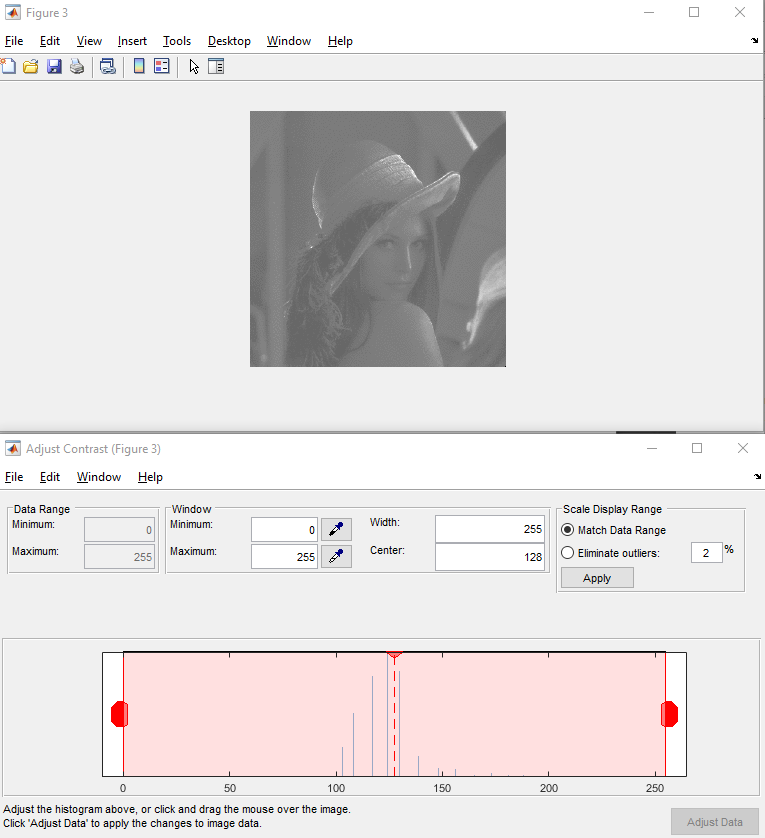 Figure 3
File Edit View Insert Tools Desktop Window Help
Adjust Contrast (Figure 3)
File Edit Window Help
Data Range
Minimum: 0
Maximum: 255
Window
Minimum: 0
Maximum: 255
Width: 255
Center: 128
Scale Display Range
Match Data Range
Eliminate outliers: 2 %
Apply
0 50 100 150 200 250
Adjust the histogram above, or click and drag the mouse over the image.
Click 'Adjust Data' to apply the changes to image data.
Adjust Data